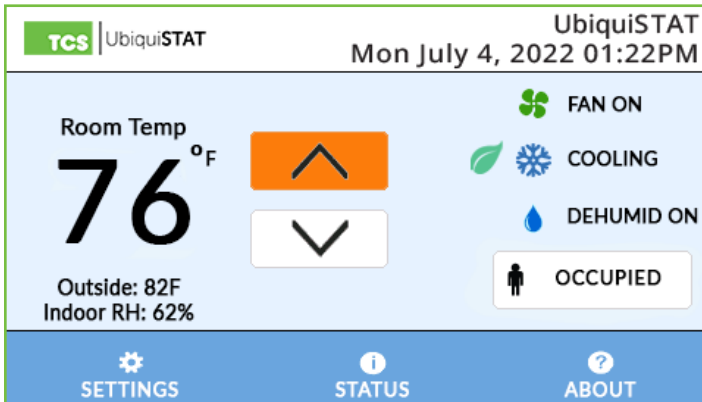 TCS UbiquiSTAT
UbiquiSTAT
Mon July 4, 2022 01:22PM
Room Temp
76°F
Outside: 82F
Indoor RH: 62%
FAN ON
COOLING
DEHUMID ON
OCCUPIED
SETTINGS
STATUS
ABOUT